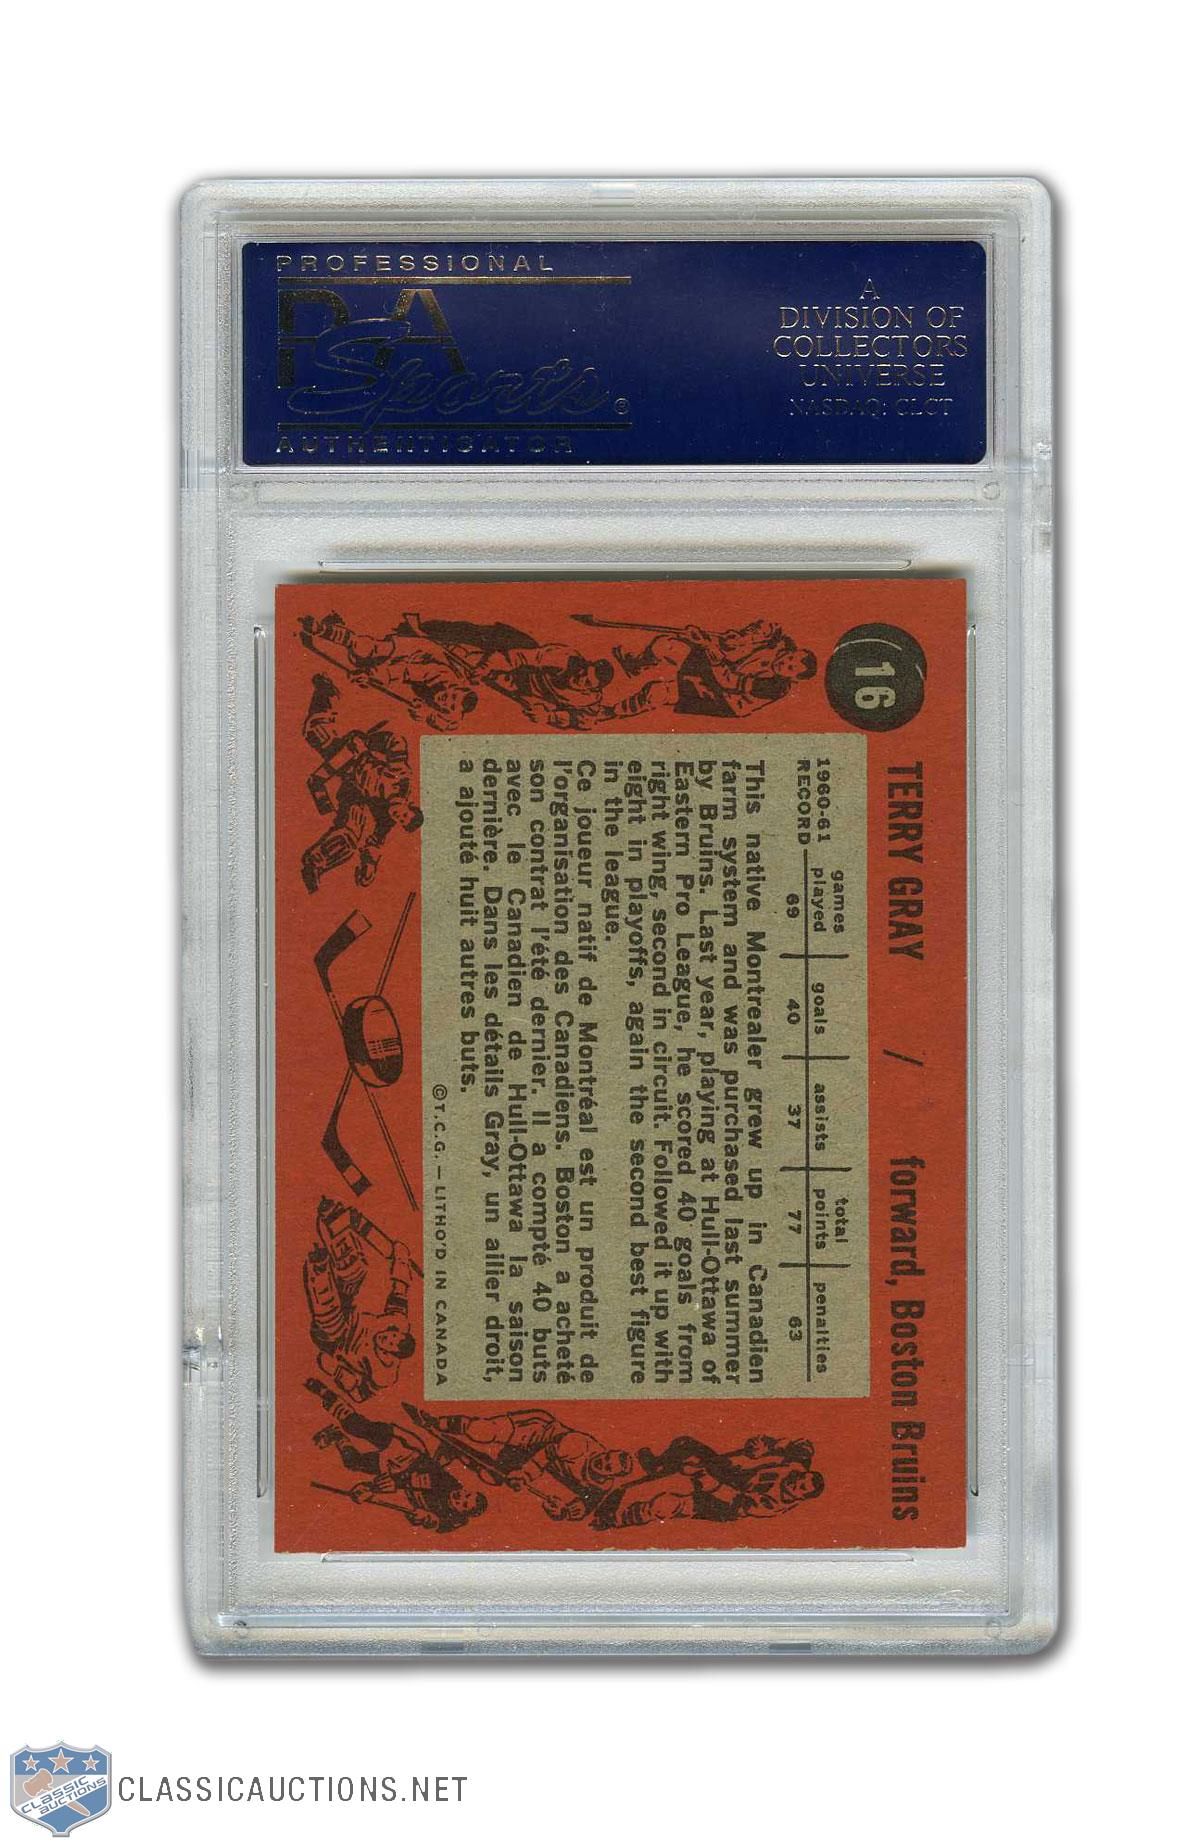 PROFESSIONAL
PSA
Sports®
AUTHENTICATOR
A
DIVISION OF
COLLECTORS
UNIVERSE
NASDAQ: CLCT
16
TERRY GRAY / forward, Boston Bruins
1960-61 RECORD
games played goals assists total points penalties
69 40 37 77 63
This native Montrealer grew up in Canadien
farm system and was purchased last summer
by Bruins. Last year, playing at Hull-Ottawa of
Eastern Pro League, he scored 40 goals from
right wing, second in circuit. Followed it up with
eight in playoffs, again the second best figure
in the league.
Ce joueur natif de Montréal est un produit de
l'organisation des Canadiens. Boston a acheté
son contrat l'été dernier. Il a compté 40 buts
avec le Canadien de Hull-Ottawa la saison
dernière. Dans les détails Gray, un ailier droit,
a ajouté huit autres buts.
©T.C.G. — LITHO'D IN CANADA
CLASSIC
AUCTIONS
CLASSICAUCTIONS.NET